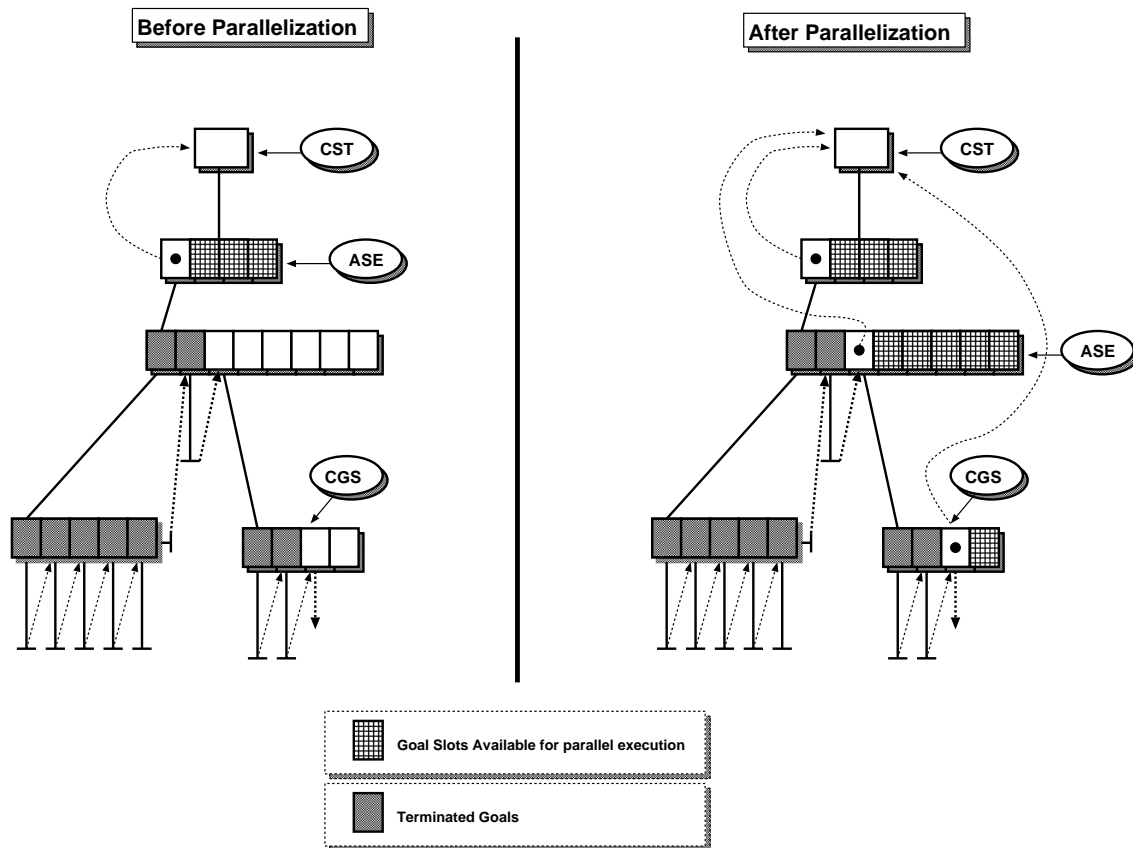 Before Parallelization
After Parallelization
CST
CST
ASE
ASE
CGS
CGS
Goal Slots Available for parallel execution
Terminated Goals